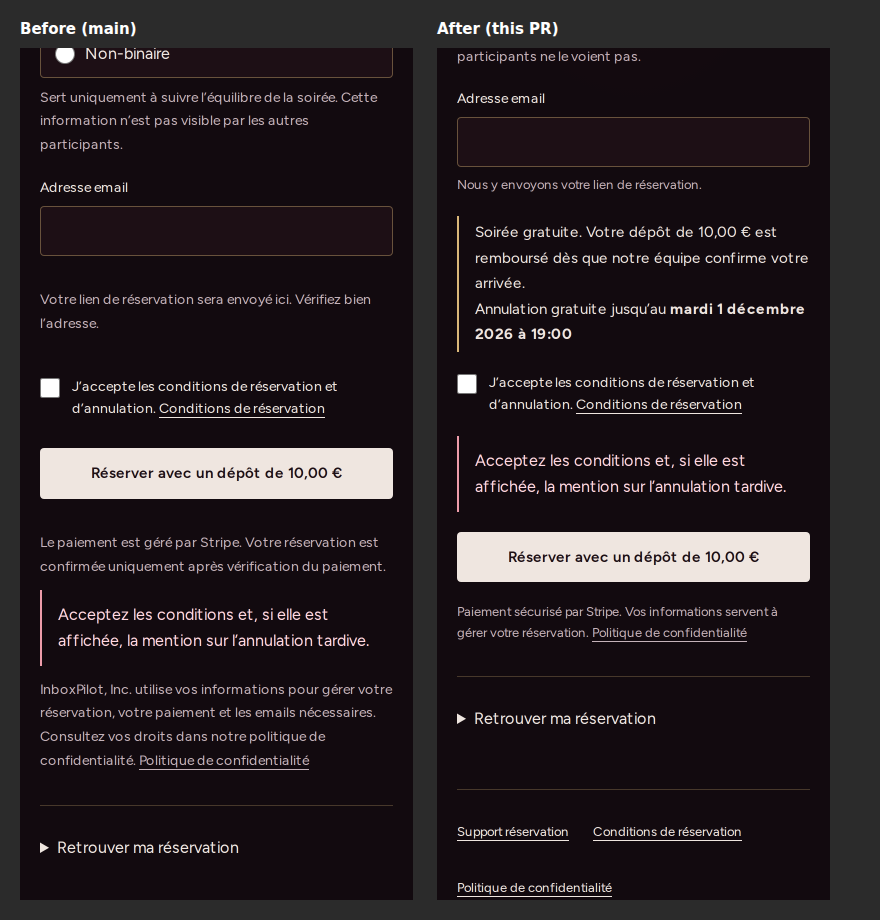 Before (main)
Non-binaire
Sert uniquement à suivre l’équilibre de la soirée. Cette
information n’est pas visible par les autres
participants.
Adresse email
Votre lien de réservation sera envoyé ici. Vérifiez bien
l’adresse.
J’accepte les conditions de réservation et
d’annulation. Conditions de réservation
Réserver avec un dépôt de 10,00 €
Le paiement est géré par Stripe. Votre réservation est
confirmée uniquement après vérification du paiement.
Acceptez les conditions et, si elle est
affichée, la mention sur l’annulation tardive.
InboxPilot, Inc. utilise vos informations pour gérer votre
réservation, votre paiement et les emails nécessaires.
Consultez vos droits dans notre politique de
confidentialité. Politique de confidentialité
Retrouver ma réservation
After (this PR)
participants ne le voient pas.
Adresse email
Nous y envoyons votre lien de réservation.
Soirée gratuite. Votre dépôt de 10,00 € est
remboursé dès que notre équipe confirme votre
arrivée.
Annulation gratuite jusqu’au mardi 1 décembre
2026 à 19:00
J’accepte les conditions de réservation et
d’annulation. Conditions de réservation
Acceptez les conditions et, si elle est
affichée, la mention sur l’annulation tardive.
Réserver avec un dépôt de 10,00 €
Paiement sécurisé par Stripe. Vos informations servent à
gérer votre réservation. Politique de confidentialité
Retrouver ma réservation
Support réservation
Conditions de réservation
Politique de confidentialité